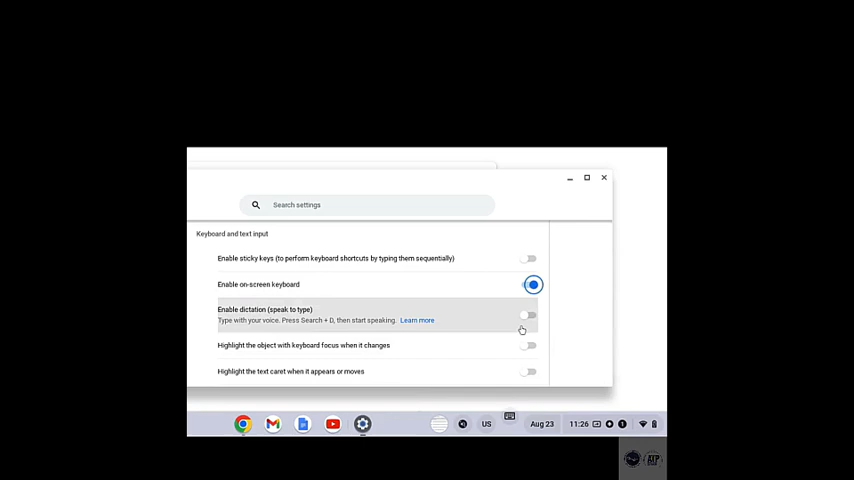 Search settings
Keyboard and text input
Enable sticky keys (to perform keyboard shortcuts by typing them sequentially)
Enable on-screen keyboard
Enable dictation (speak to type)
Type with your voice. Press Search + D, then start speaking. Learn more
Highlight the object with keyboard focus when it changes
Highlight the text caret when it appears or moves
US
Aug 23
11:26
1
ATP